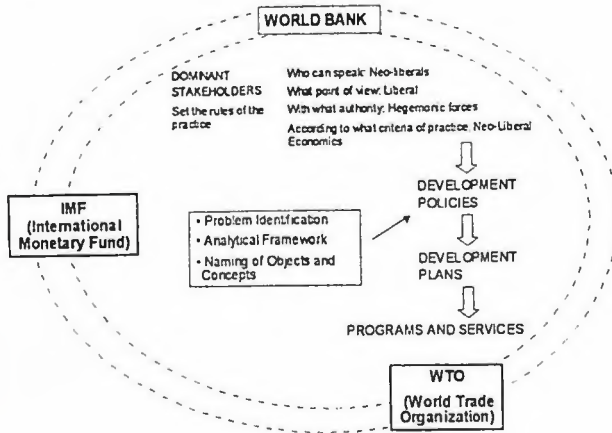 WORLD BANK
DOMINANT
STAKEHOLDERS
Set the rules of the
practice
Who can speak: Neo-liberals
What point of view: Liberal
With what authority: Hegemonic forces
According to what criteria of practice: Neo-Liberal
Economics
IMF
(International
Monetary Fund)
• Problem Identification
• Analytical Framework
• Naming of Objects and
Concepts
DEVELOPMENT
POLICIES
DEVELOPMENT
PLANS
PROGRAMS AND SERVICES
WTO
(World Trade
Organization)